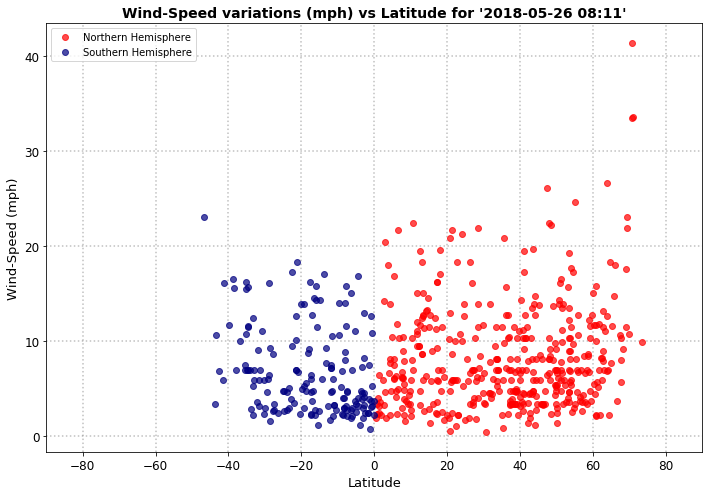 Wind-Speed variations (mph) vs Latitude for '2018-05-26 08:11'
Northern Hemisphere
Southern Hemisphere
Wind-Speed (mph)
40
30
20
10
0
−80 −60 −40 −20 0 20 40 60 80
Latitude